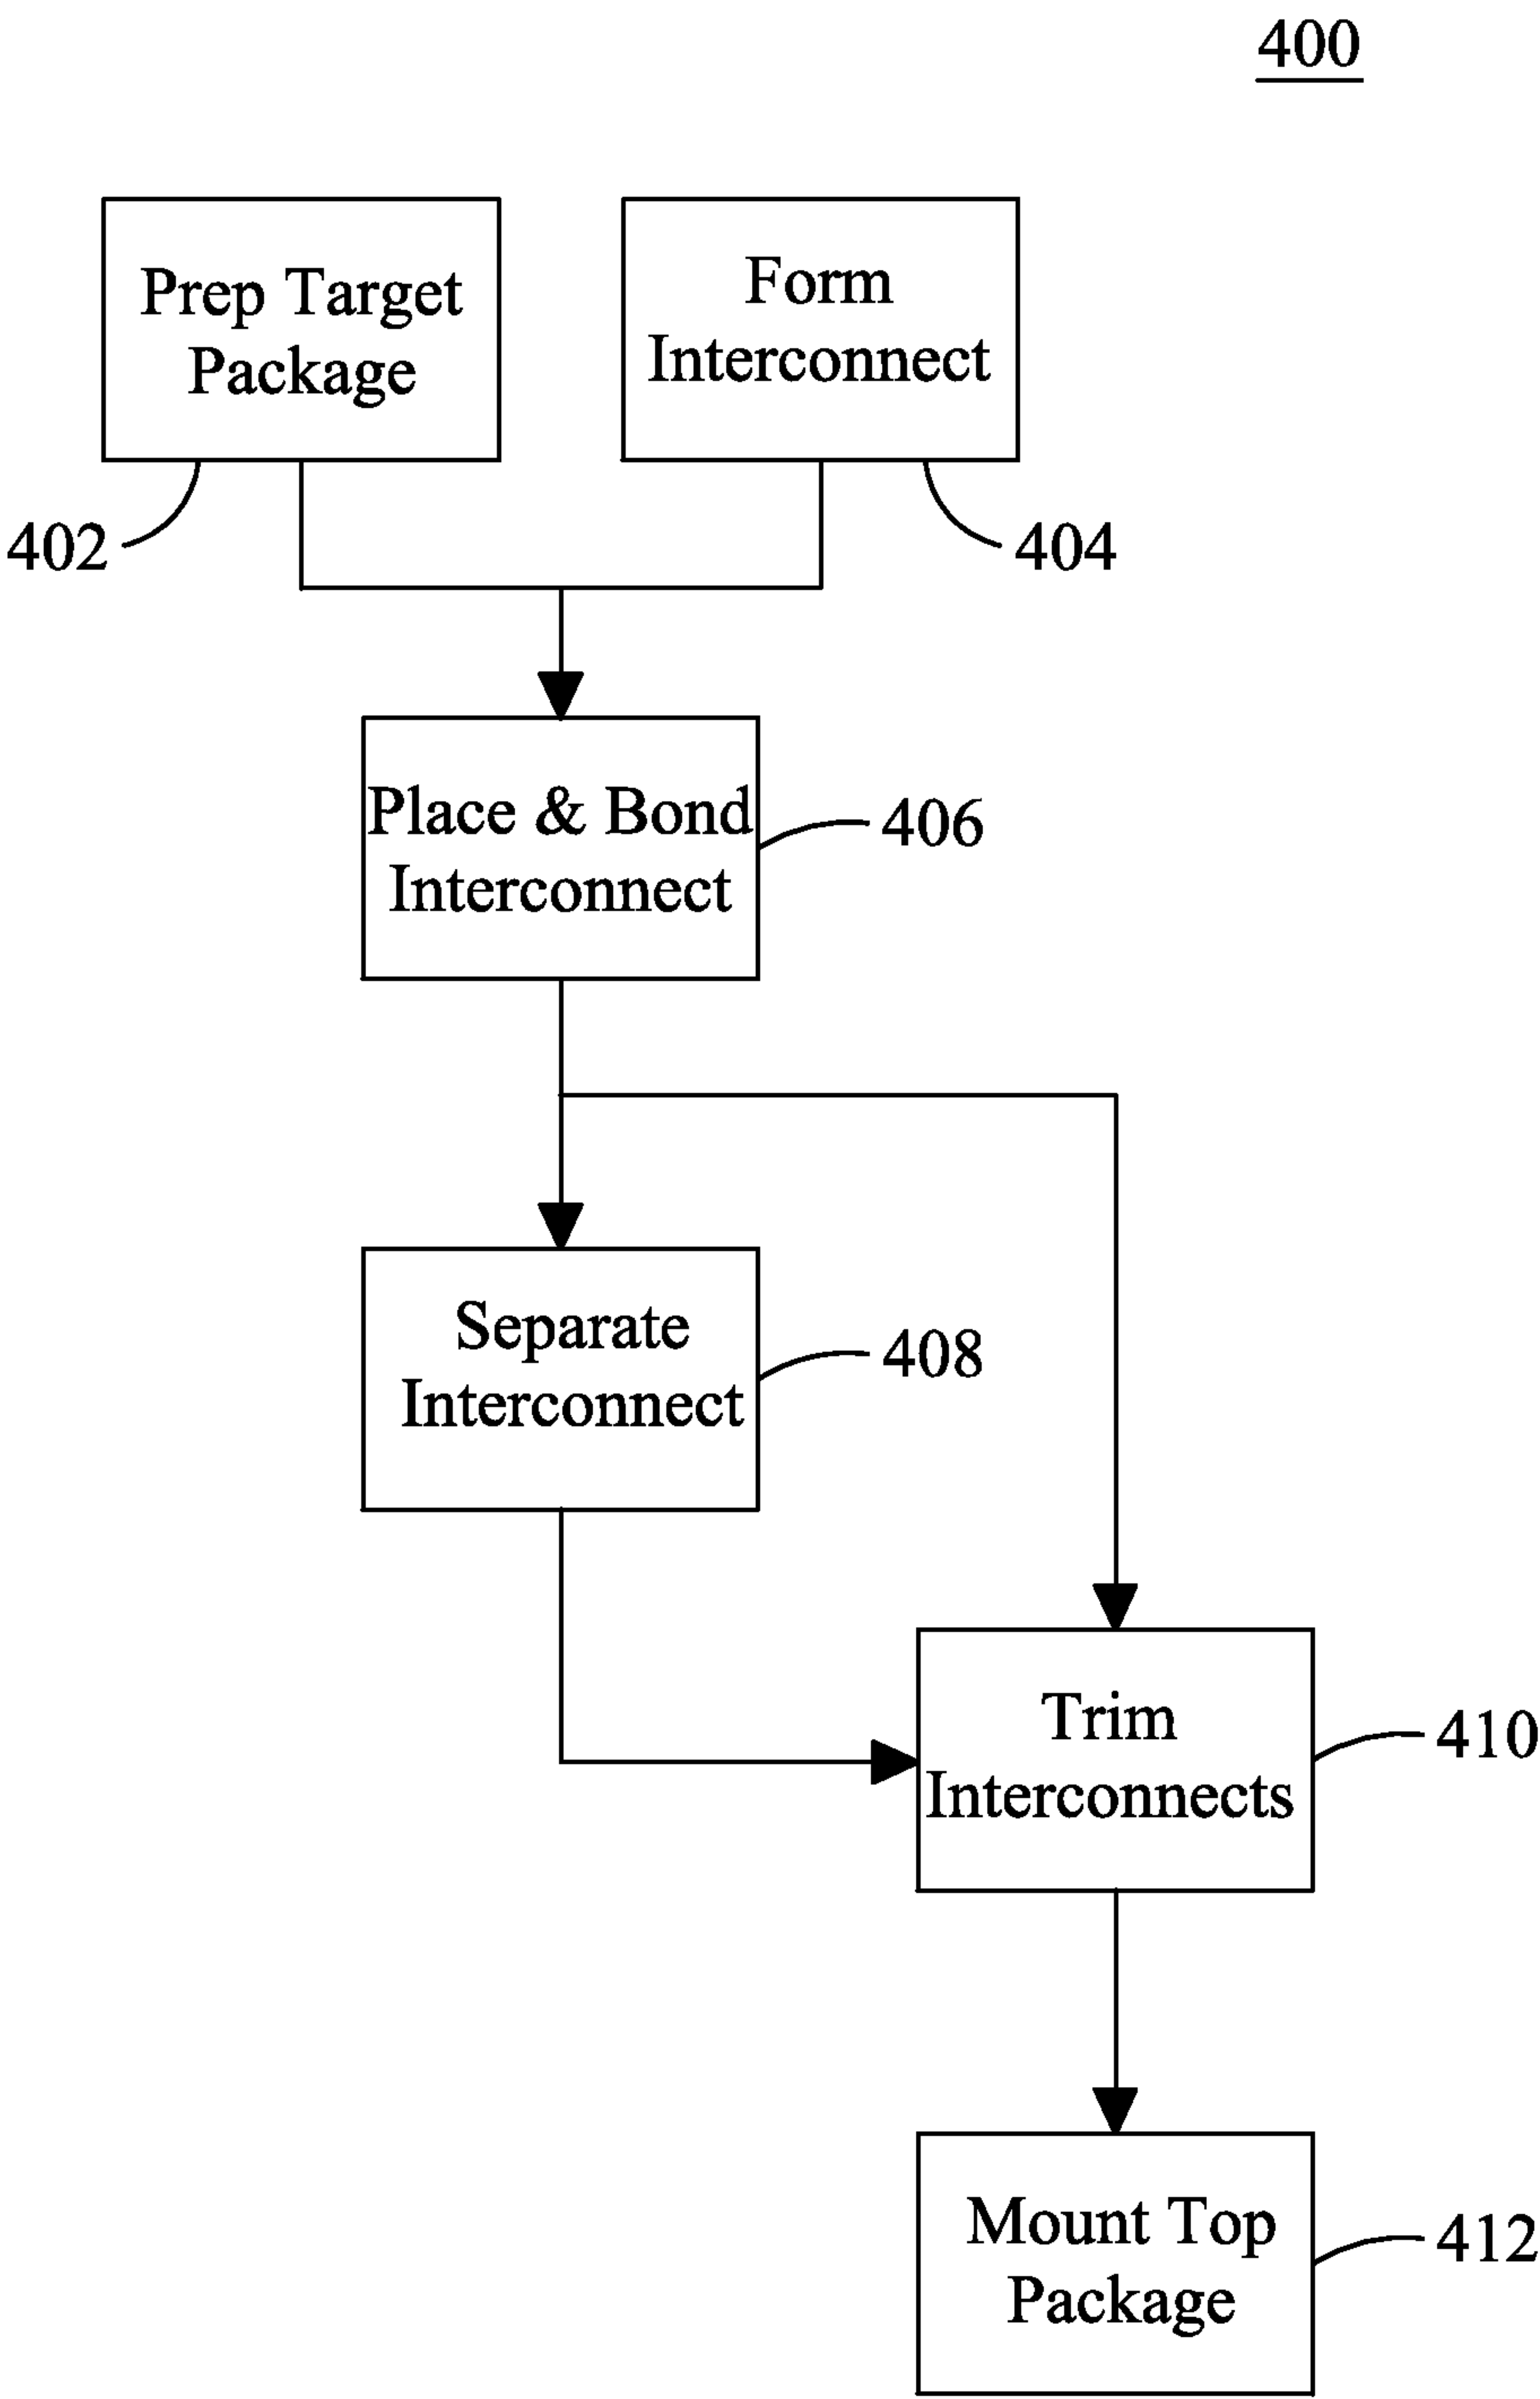 400
Prep Target
Package
Form
Interconnect
402
404
Place & Bond
Interconnect
406
Separate
Interconnect
408
Trim
Interconnects
410
Mount Top
Package
412